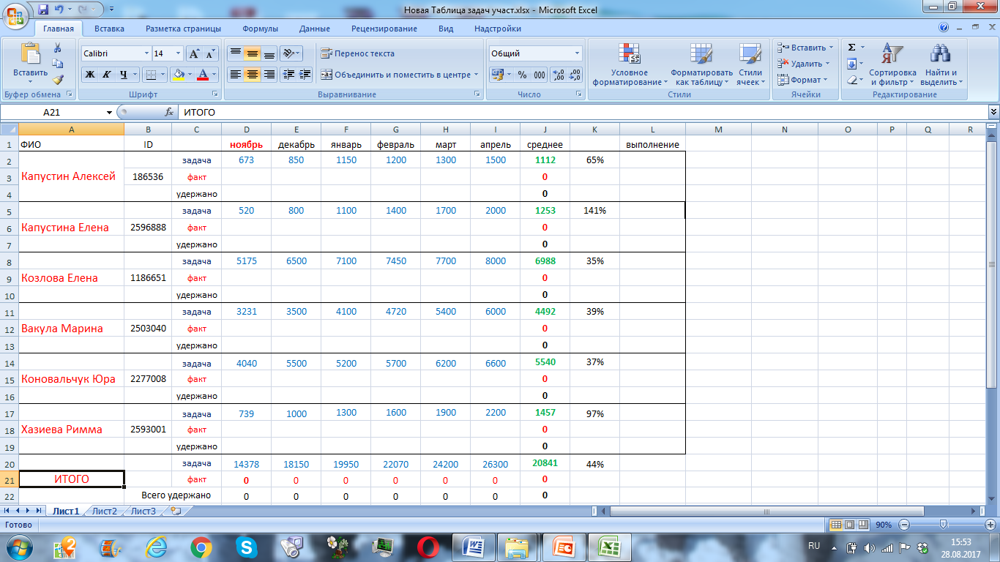 Новая Таблица задач участ.xlsx - Microsoft Excel
Главная Вставка Разметка страницы Формулы Данные Рецензирование Вид Надстройки
Вставить Calibri 14 Перенос текста Общий Условное форматирование Форматировать как таблицу Стили ячеек Вставить Удалить Формат Сортировка и фильтр Найти и выделить
Ж К Ч Объединить и поместить в центре % 000
Буфер обмена Шрифт Выравнивание Число Стили Ячейки Редактирование
A21 fx ИТОГО
A B C D E F G H I J K L M N O P Q R
1 ФИО ID ноябрь декабрь январь февраль март апрель среднее выполнение
2 задача 673 850 1150 1200 1300 1500 1112 65%
3 Капустин Алексей 186536 факт 0
4 удержано 0
5 задача 520 800 1100 1400 1700 2000 1253 141%
6 Капустина Елена 2596888 факт 0
7 удержано 0
8 задача 5175 6500 7100 7450 7700 8000 6988 35%
9 Козлова Елена 1186651 факт 0
10 удержано 0
11 задача 3231 3500 4100 4720 5400 6000 4492 39%
12 Вакула Марина 2503040 факт 0
13 удержано 0
14 задача 4040 5500 5200 5700 6200 6600 5540 37%
15 Коновальчук Юра 2277008 факт 0
16 удержано 0
17 задача 739 1000 1300 1600 1900 2200 1457 97%
18 Хазиева Римма 2593001 факт 0
19 удержано 0
20 задача 14378 18150 19950 22070 24200 26300 20841 44%
21 ИТОГО факт 0 0 0 0 0 0 0
22 Всего удержано 0 0 0 0 0 0 0
Лист1 Лист2 Лист3
Готово 90%
RU 15:53
28.08.2017